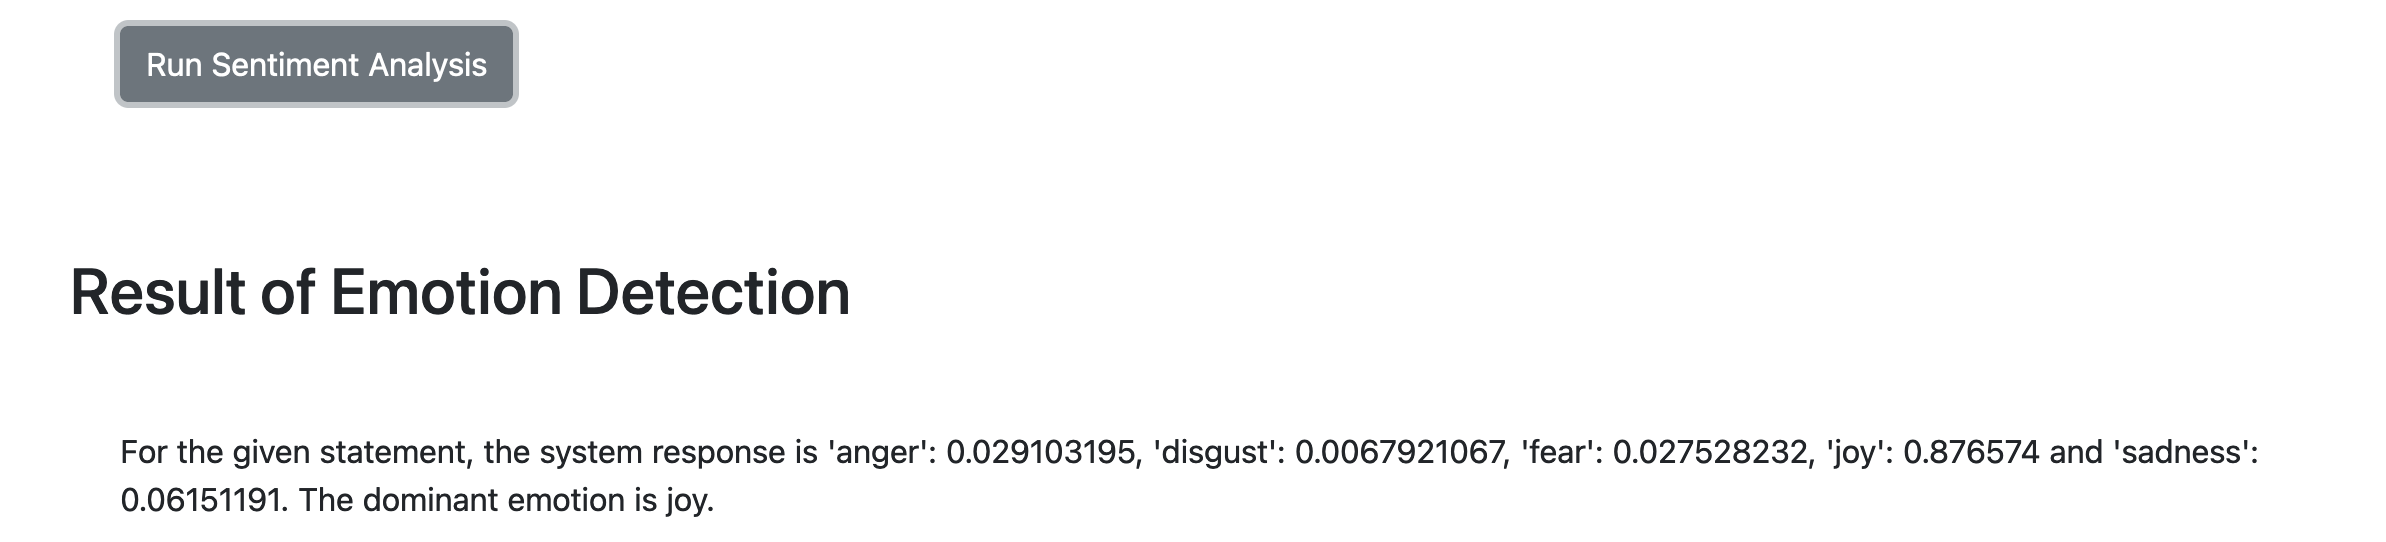 Run Sentiment Analysis
Result of Emotion Detection
For the given statement, the system response is 'anger': 0.029103195, 'disgust': 0.0067921067, 'fear': 0.027528232, 'joy': 0.876574 and 'sadness':
0.06151191. The dominant emotion is joy.